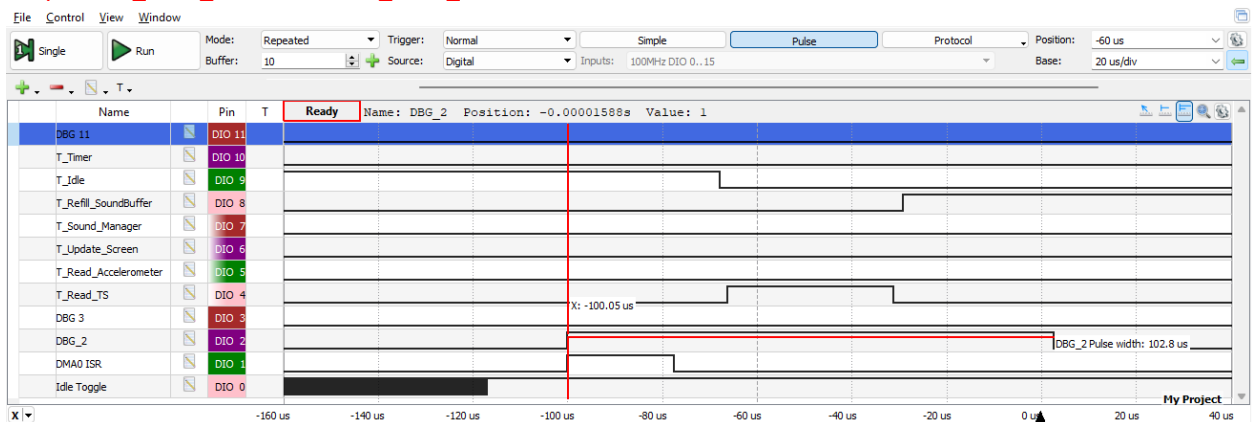 File Control View Window
Single Run Mode: Repeated Trigger: Normal Simple Pulse Protocol Position: -60 us
Buffer: 10 Source: Digital Inputs: 100MHz DIO 0..15 Base: 20 us/div
T
Name Pin T Ready Name: DBG_2 Position: -0.00001588s Value: 1
DBG 11 DIO 11
T_Timer DIO 10
T_Idle DIO 9
T_Refill_SoundBuffer DIO 8
T_Sound_Manager DIO 7
T_Update_Screen DIO 6
T_Read_Accelerometer DIO 5
T_Read_TS DIO 4
X: -100.05 us
DBG 3 DIO 3
DBG_2 DIO 2 DBG_2 Pulse width: 102.8 us
DMA0 ISR DIO 1
Idle Toggle DIO 0
My Project
X -160 us -140 us -120 us -100 us -80 us -60 us -40 us -20 us 0 us 20 us 40 us